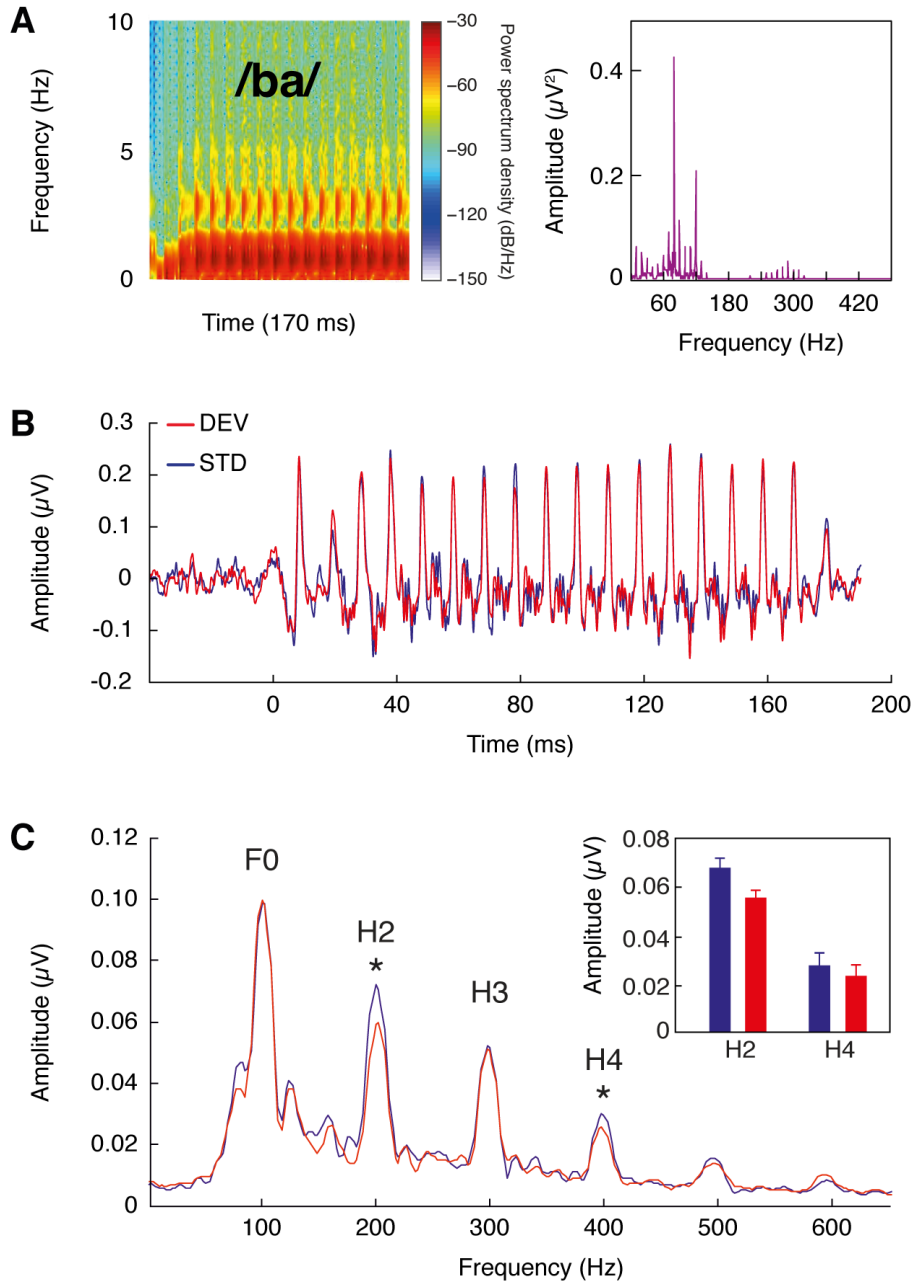 A
10
5
0
Frequency (Hz)
/ba/
Time (170 ms)
−30
−60
−90
−120
−150
Power spectrum density (dB/Hz)
0.4
0.2
0
Amplitude (µV²)
60 180 300 420
Frequency (Hz)
B
0.3
0.2
0.1
0
-0.1
-0.2
Amplitude (µV)
DEV
STD
0 40 80 120 160 200
Time (ms)
C
0.12
0.10
0.08
0.06
0.04
0.02
0
Amplitude (µV)
F0
H2
*
H3
H4
*
100 200 300 400 500 600
Frequency (Hz)
0.08
0.06
0.04
0.02
0
Amplitude (µV)
H2 H4